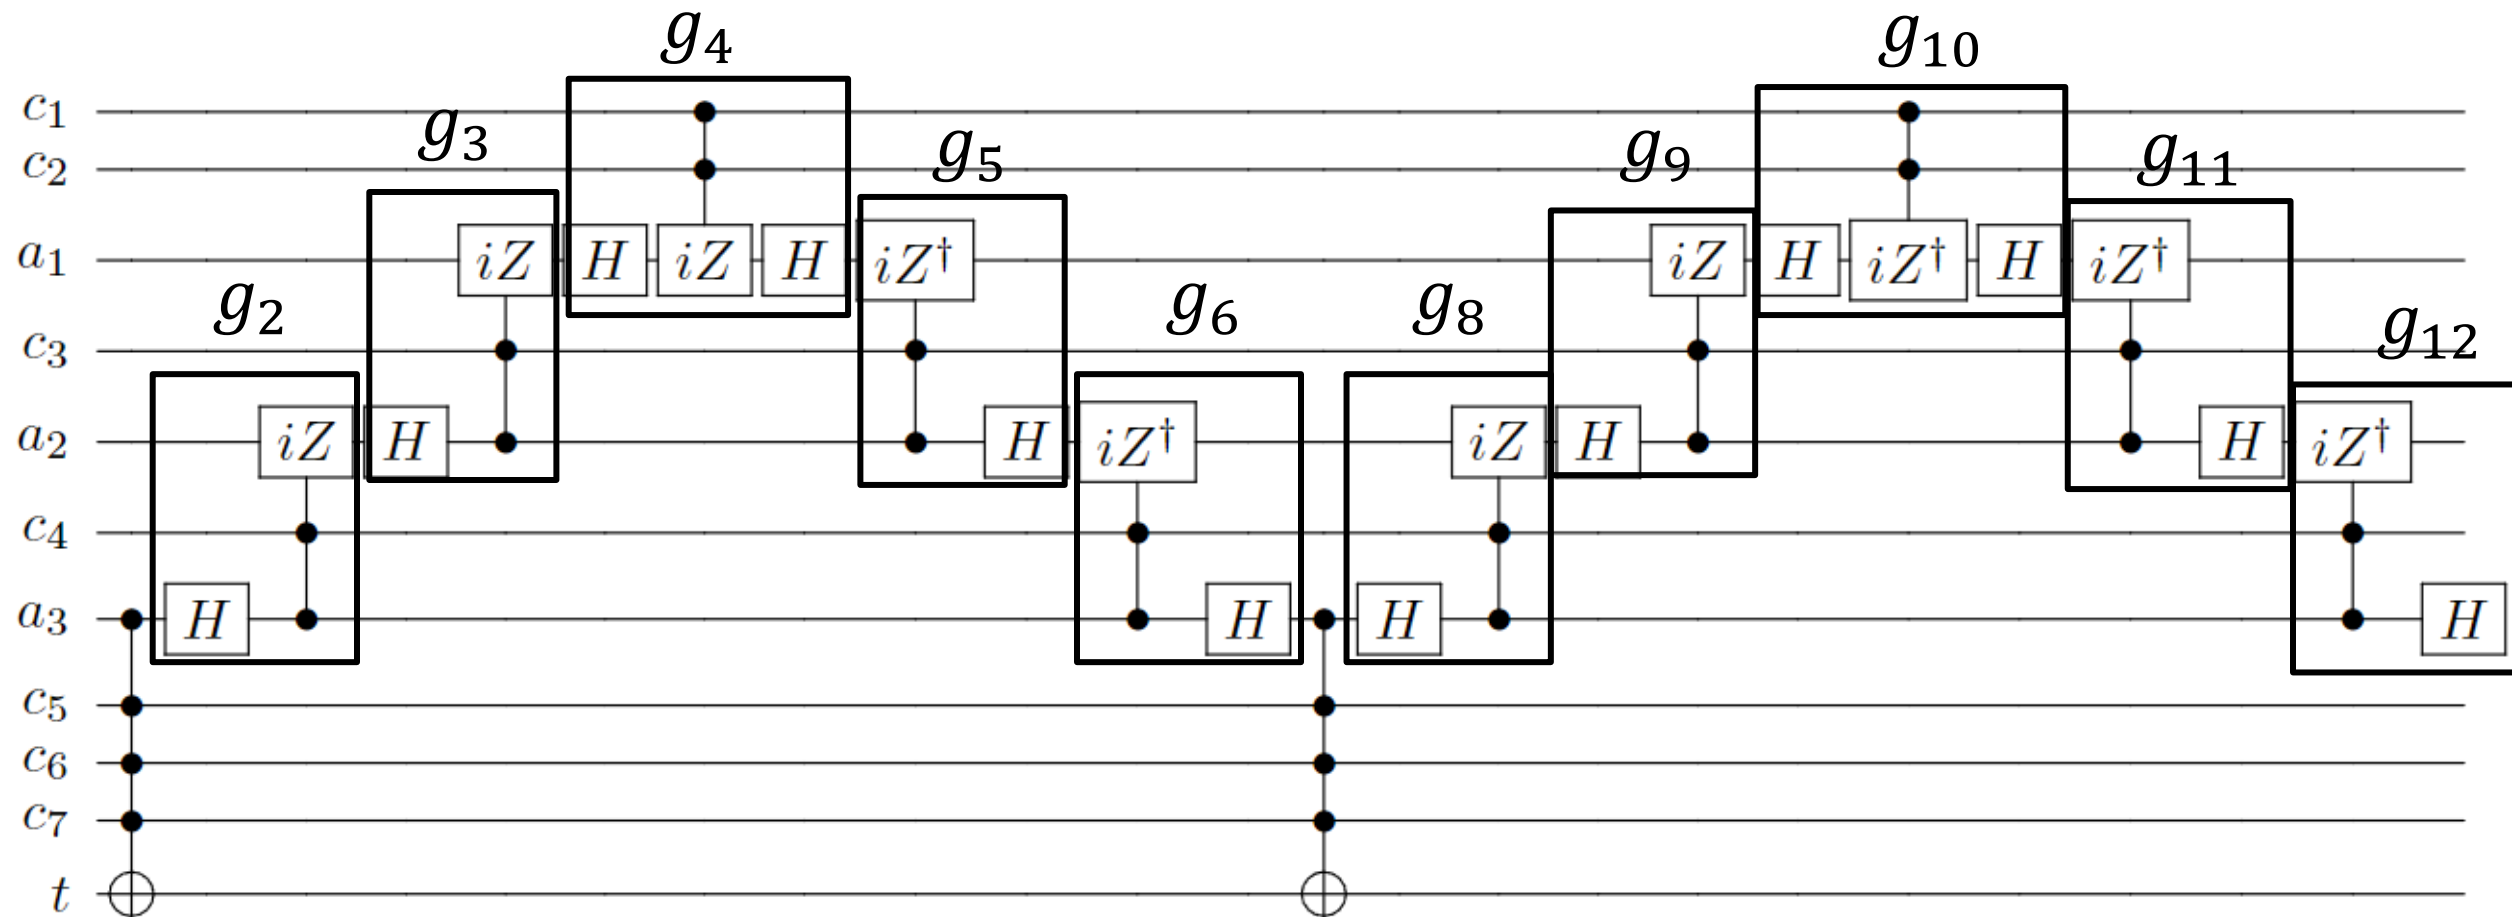 g₄ g₁₀
c₁
g₃ g₅ g₉ g₁₁
c₂
a₁ iZ H iZ H iZ† iZ H iZ† H iZ†
g₂ g₆ g₈ g₁₂
c₃
a₂ iZ H H iZ† iZ H H iZ†
c₄
a₃ H H H H
c₅
c₆
c₇
t